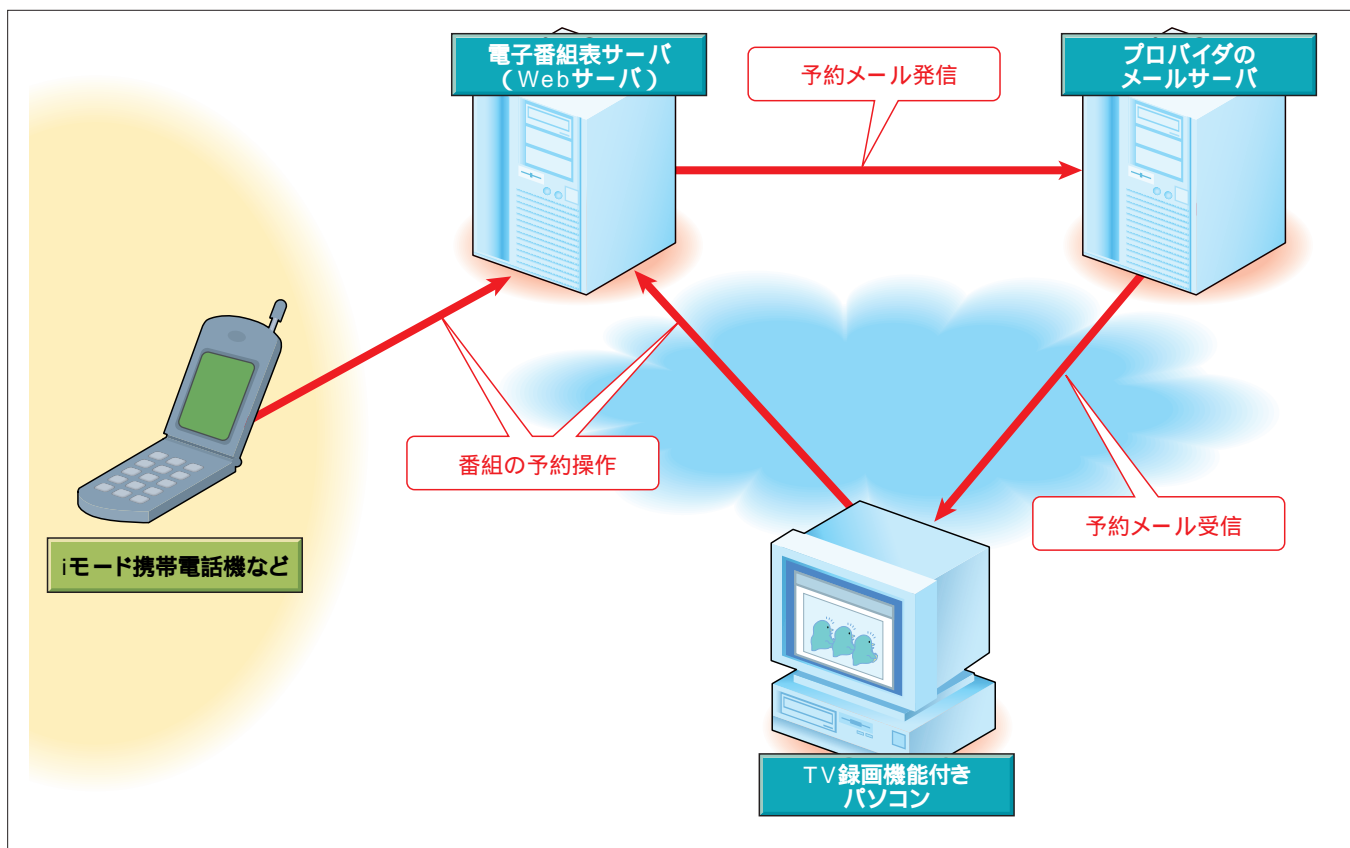 電子番組表サーバ
(Webサーバ)
予約メール発信
プロバイダの
メールサーバ
番組の予約操作
予約メール受信
iモード携帯電話機など
TV録画機能付き
パソコン